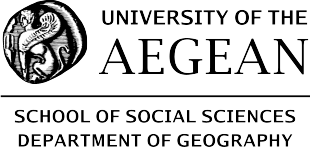 UNIVERSITY OF THE
AEGEAN
SCHOOL OF SOCIAL SCIENCES
DEPARTMENT OF GEOGRAPHY